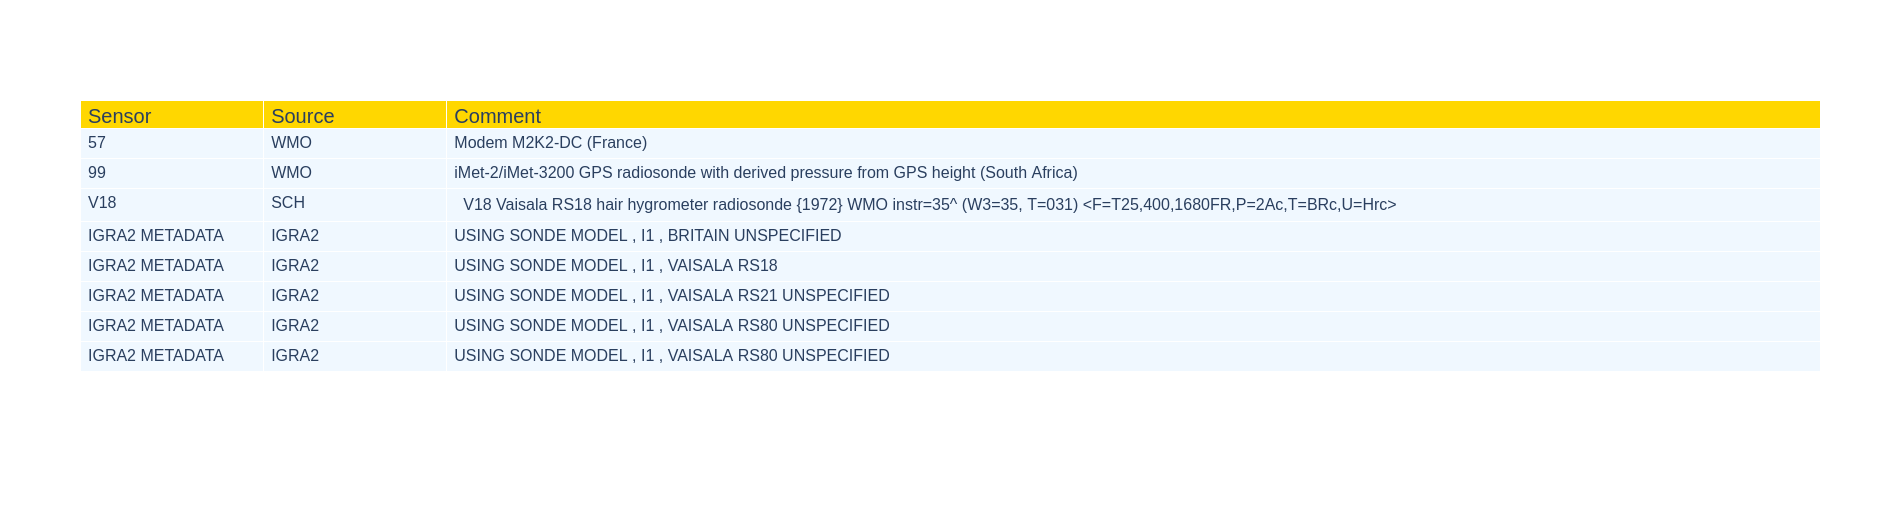 Sensor Source Comment
57 WMO Modem M2K2-DC (France)
99 WMO iMet-2/iMet-3200 GPS radiosonde with derived pressure from GPS height (South Africa)
V18 SCH V18 Vaisala RS18 hair hygrometer radiosonde {1972} WMO instr=35^ (W3=35, T=031) <F=T25,400,1680FR,P=2Ac,T=BRc,U=Hrc>
IGRA2 METADATA IGRA2 USING SONDE MODEL , I1 , BRITAIN UNSPECIFIED
IGRA2 METADATA IGRA2 USING SONDE MODEL , I1 , VAISALA RS18
IGRA2 METADATA IGRA2 USING SONDE MODEL , I1 , VAISALA RS21 UNSPECIFIED
IGRA2 METADATA IGRA2 USING SONDE MODEL , I1 , VAISALA RS80 UNSPECIFIED
IGRA2 METADATA IGRA2 USING SONDE MODEL , I1 , VAISALA RS80 UNSPECIFIED